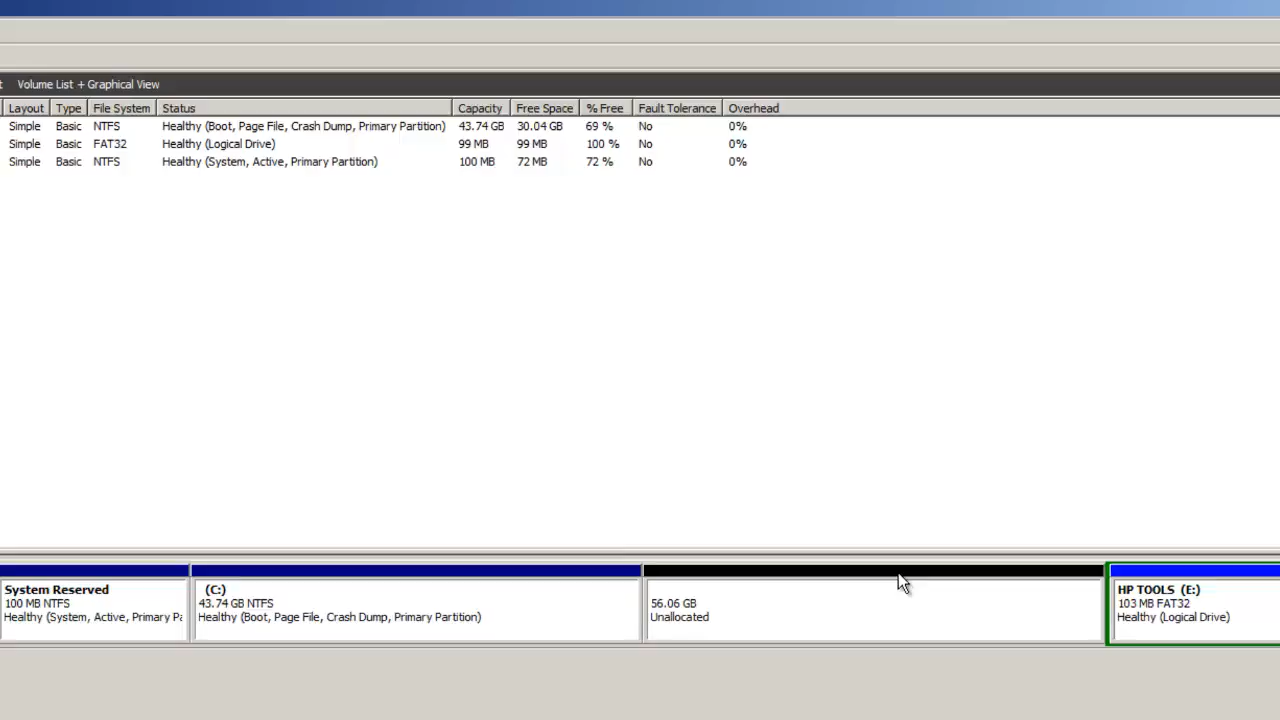 t Volume List + Graphical View
Layout Type File System Status Capacity Free Space % Free Fault Tolerance Overhead
Simple Basic NTFS Healthy (Boot, Page File, Crash Dump, Primary Partition) 43.74 GB 30.04 GB 69 % No 0%
Simple Basic FAT32 Healthy (Logical Drive) 99 MB 99 MB 100 % No 0%
Simple Basic NTFS Healthy (System, Active, Primary Partition) 100 MB 72 MB 72 % No 0%
System Reserved
100 MB NTFS
Healthy (System, Active, Primary Pa
(C:)
43.74 GB NTFS
Healthy (Boot, Page File, Crash Dump, Primary Partition)
56.06 GB
Unallocated
HP TOOLS (E:)
103 MB FAT32
Healthy (Logical Drive)